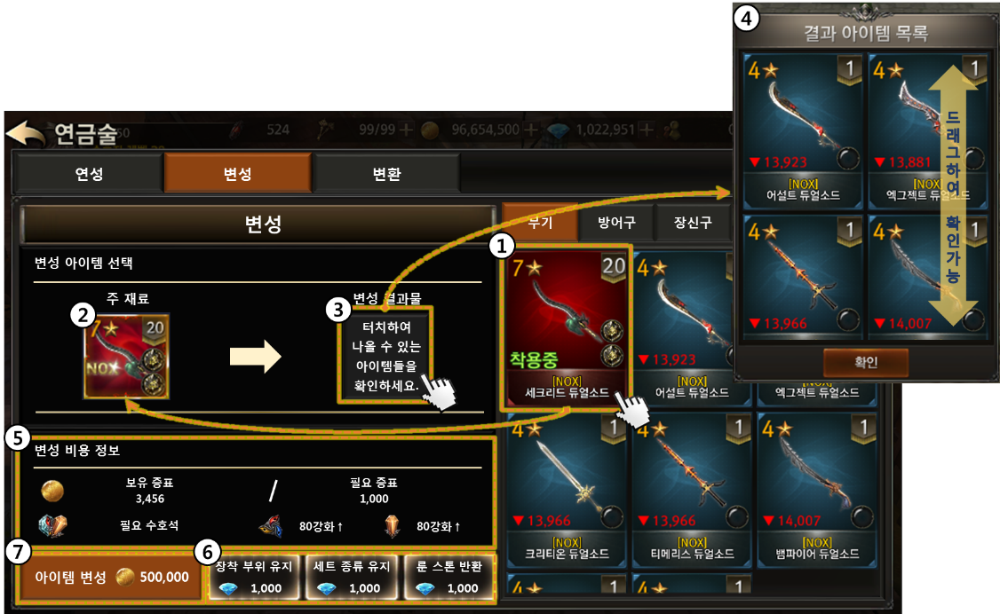 4
결과 아이템 목록
4 1
4 1
▼13,923
▼13,881
[NOX]
어설트 듀얼소드
[NOX]
엑그젝트 듀얼소드
드래그하여 확인가능
4 1
4 1
▼13,966
▼14,007
확인
연금술
524
99/99
96,654,500
1,022,951
연성
변성
변환
변성
무기
방어구
장신구
변성 아이템 선택
주 재료
변성 결과물
2
7 20
NOX
3
터치하여
나올 수 있는
아이템들을
확인하세요.
1
7 20
착용중
[NOX]
세크리드 듀얼소드
4
▼13,923
[NOX]
어설트 듀얼소드
[NOX]
엑그젝트 듀얼소드
4 1
▼13,966
[NOX]
크리티온 듀얼소드
4 1
▼13,966
[NOX]
티메리스 듀얼소드
4 1
▼14,007
[NOX]
뱀파이어 듀얼소드
4 1
4 1
5
변성 비용 정보
보유 증표
3,456
/
필요 증표
1,000
필요 수호석
80강화↑
80강화↑
7
아이템 변성 500,000
6
장착 부위 유지
1,000
세트 종류 유지
1,000
룬 스톤 반환
1,000